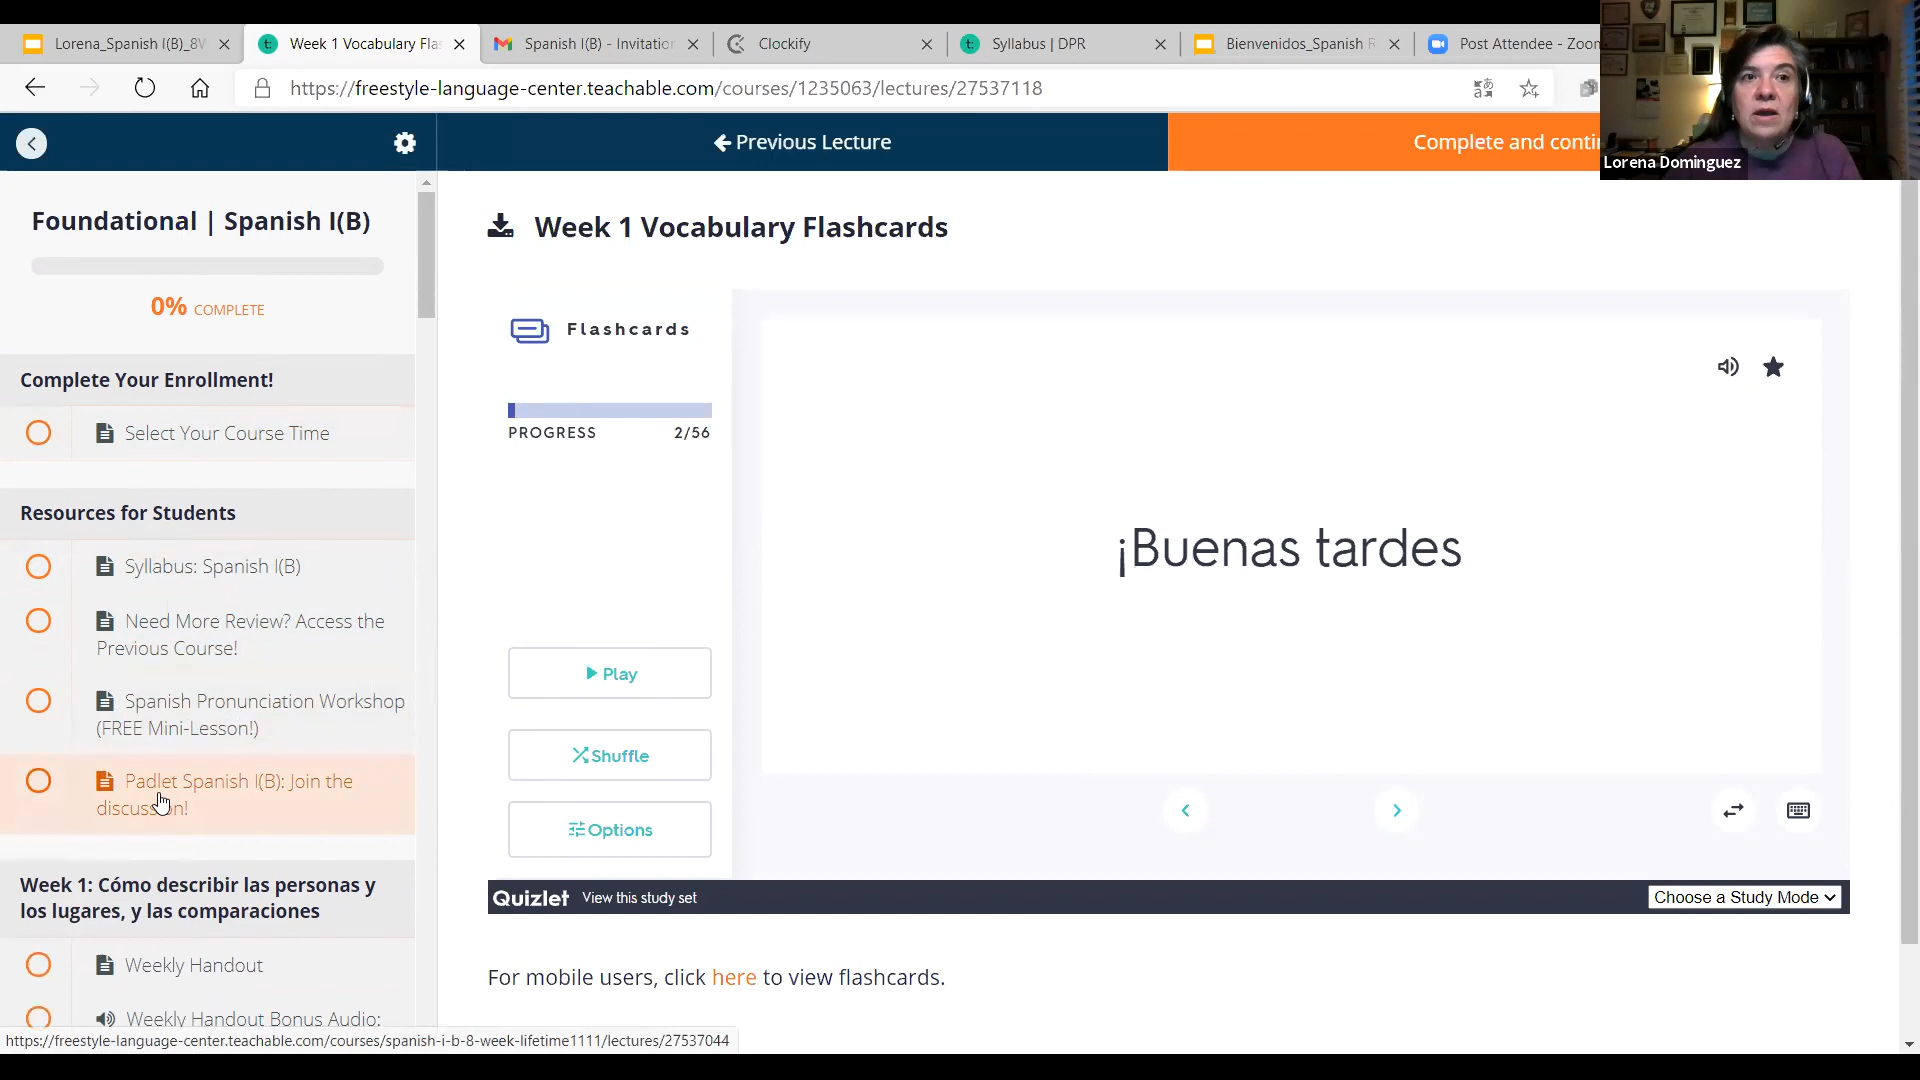 Lorena_Spanish I(B)_8V
Week 1 Vocabulary Flas
Spanish I(B) - Invitation
Clockify
Syllabus | DPR
Bienvenidos_Spanish R
Post Attendee - Zoom
https://freestyle-language-center.teachable.com/courses/1235063/lectures/27537118
Lorena Dominguez
Previous Lecture
Complete and conti
Foundational | Spanish I(B)
0% COMPLETE
Complete Your Enrollment!
Select Your Course Time
Resources for Students
Syllabus: Spanish I(B)
Need More Review? Access the
Previous Course!
Spanish Pronunciation Workshop
(FREE Mini-Lesson!)
Padlet Spanish I(B): Join the
discussion!
Week 1: Cómo describir las personas y
los lugares, y las comparaciones
Weekly Handout
Weekly Handout Bonus Audio:
Week 1 Vocabulary Flashcards
Flashcards
PROGRESS 2/56
Play
Shuffle
Options
¡Buenas tardes
Quizlet View this study set
Choose a Study Mode
For mobile users, click here to view flashcards.
https://freestyle-language-center.teachable.com/courses/spanish-i-b-8-week-lifetime1111/lectures/27537044